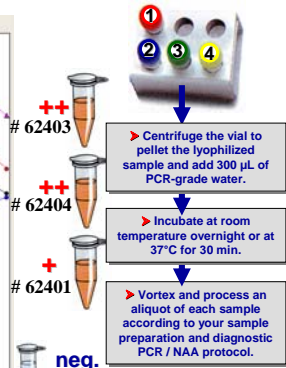 1
2
3
4
++
# 62403
++
# 62404
+
# 62401
neg.
➤ Centrifuge the vial to
pellet the lyophilized
sample and add 300 µL of
PCR-grade water.
➤ Incubate at room
temperature overnight or at
37°C for 30 min.
➤ Vortex and process an
aliquot of each sample
according to your sample
preparation and diagnostic
PCR / NAA protocol.